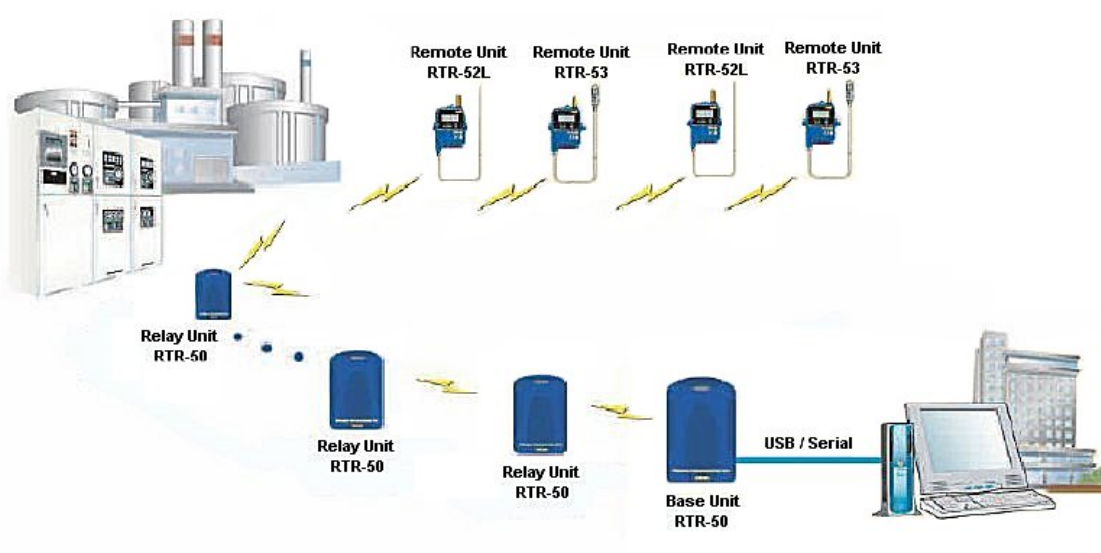 Remote Unit
RTR-52L
Remote Unit
RTR-53
Remote Unit
RTR-52L
Remote Unit
RTR-53
Relay Unit
RTR-50
Relay Unit
RTR-50
Relay Unit
RTR-50
Base Unit
RTR-50
USB / Serial